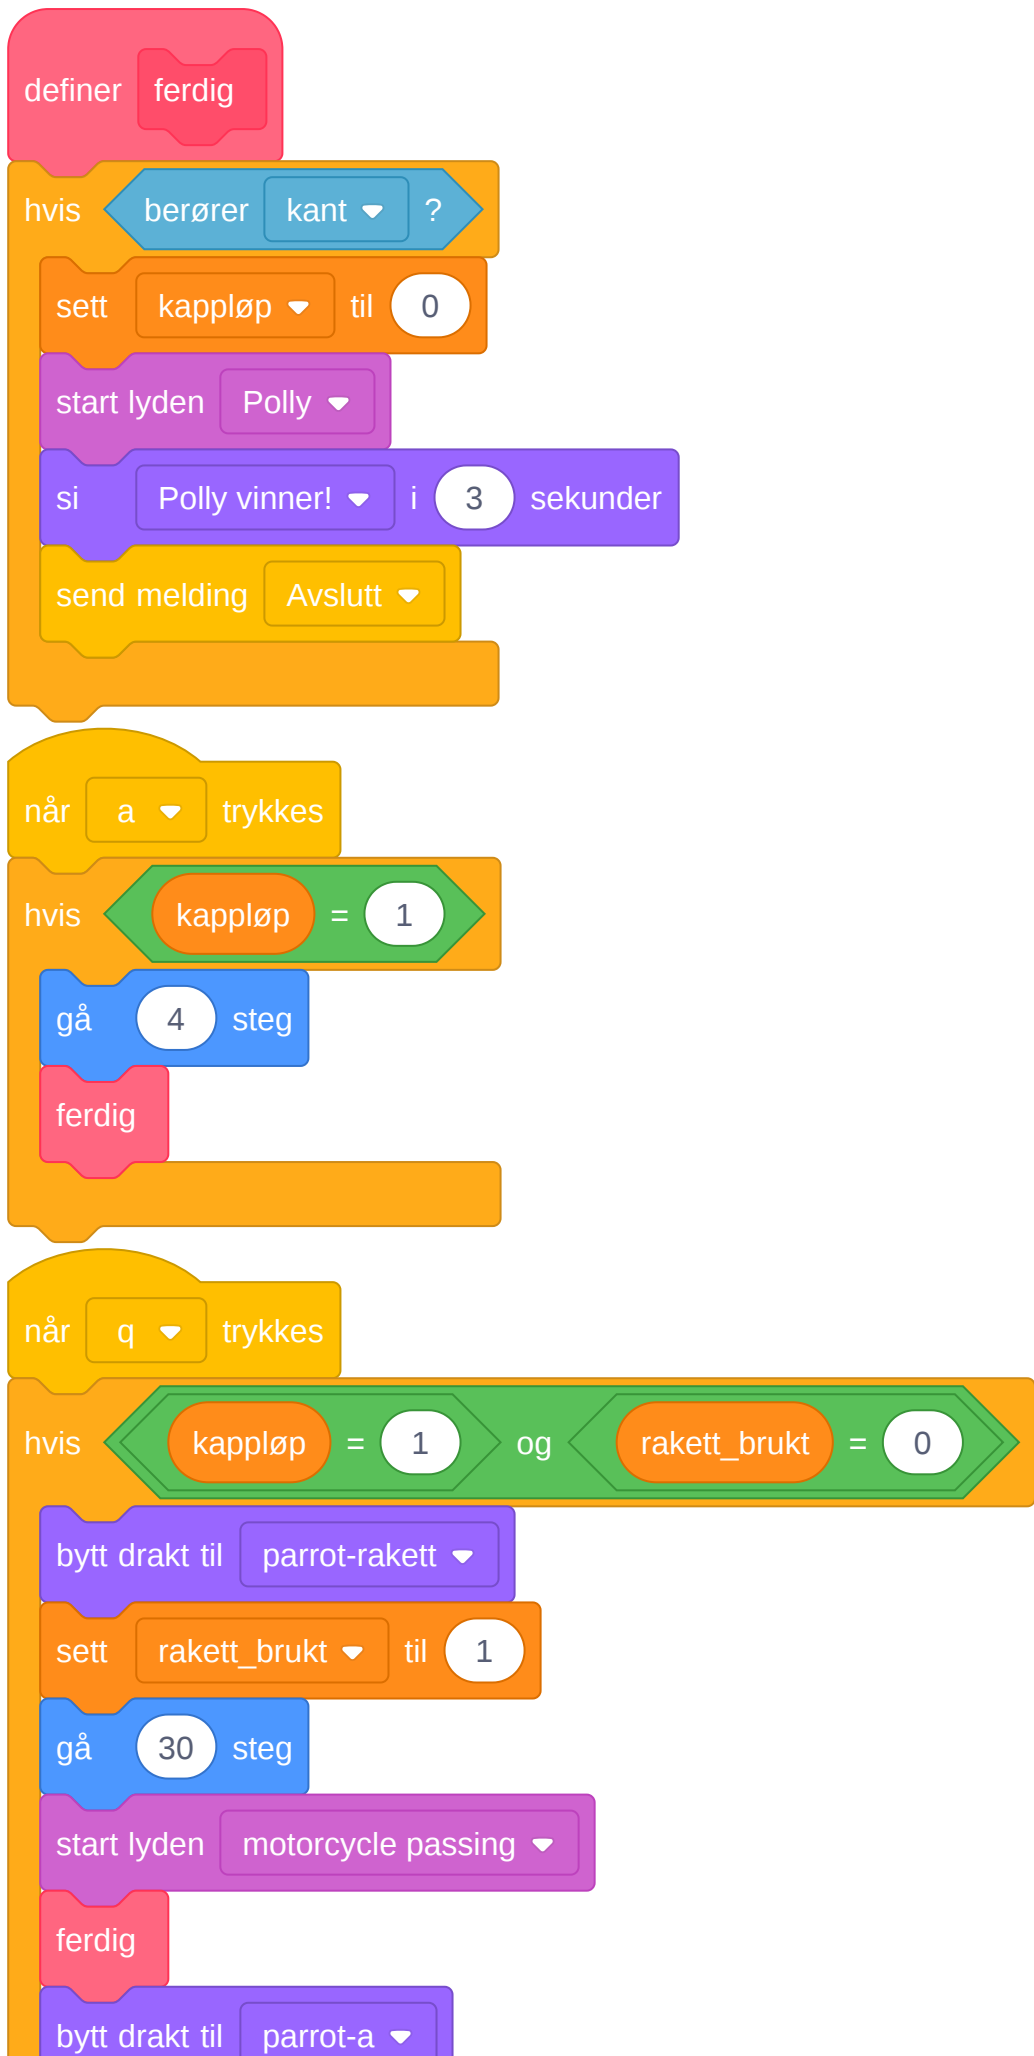 definer ferdig
hvis berører kant ?
sett kappløp til 0
start lyden Polly
si Polly vinner! i 3 sekunder
send melding Avslutt
når a trykkes
hvis kappløp = 1
gå 4 steg
ferdig
når q trykkes
hvis kappløp = 1 og rakett_brukt = 0
bytt drakt til parrot-rakett
sett rakett_brukt til 1
gå 30 steg
start lyden motorcycle passing
ferdig
bytt drakt til parrot-a